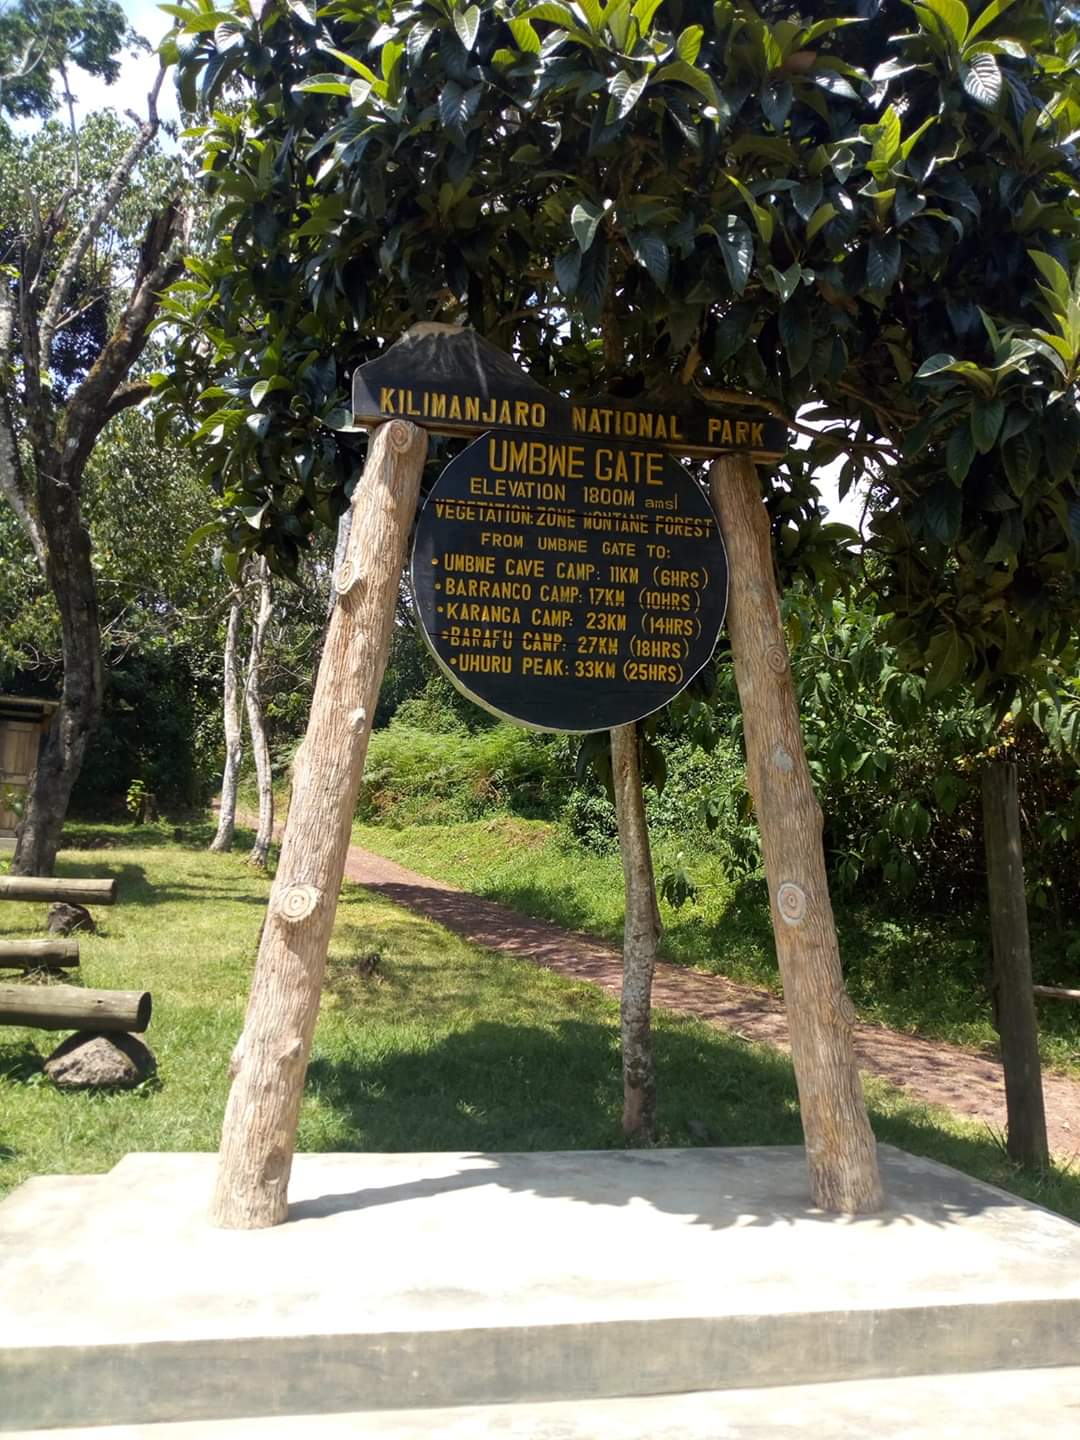 KILIMANJARO NATIONAL PARK
UMBWE GATE
ELEVATION 1800M amsl
VEGETATION:ZONE MONTANE FOREST
FROM UMBWE GATE TO:
• UMBWE CAVE CAMP: 11KM (6HRS)
• BARRANCO CAMP: 17KM (10HRS)
• KARANGA CAMP: 23KM (14HRS)
• BARAFU CAMP: 27KM (18HRS)
• UHURU PEAK: 33KM (25HRS)